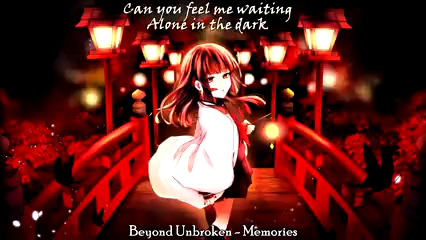 Can you feel me waiting
Alone in the dark
Beyond Unbroken - Memories